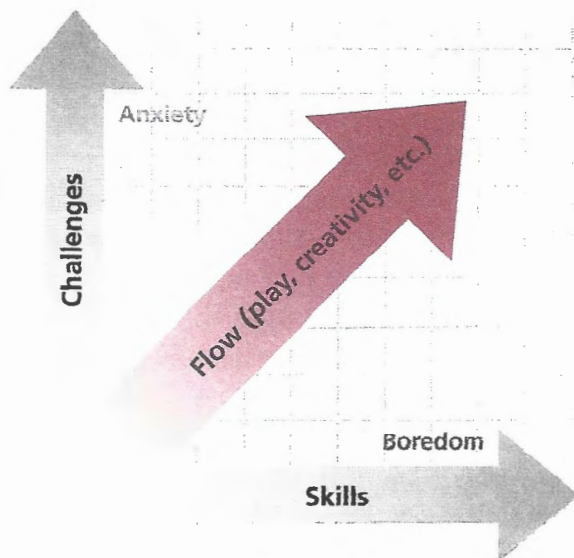 Anxiety
Challenges
Flow (play, creativity, etc.)
Boredom
Skills